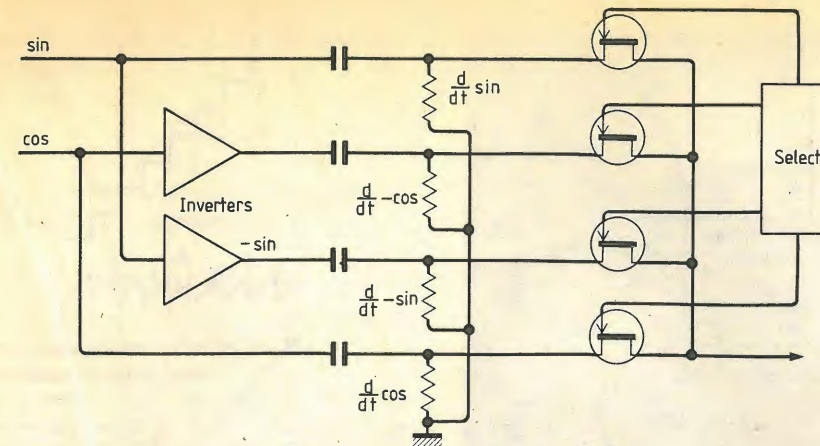 sin
d/dt sin
cos
Select
Inverters
d/dt -cos
-sin
d/dt -sin
d/dt cos